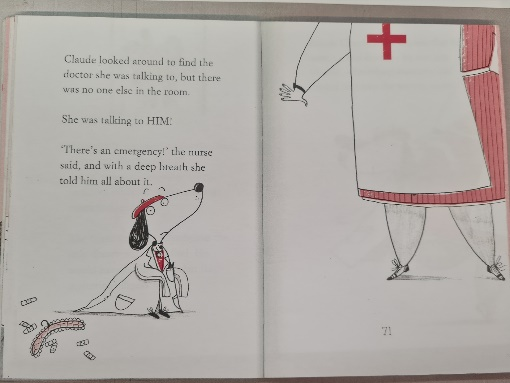 Claude looked around to find the
doctor she was talking to, but there
was no one else in the room.
She was talking to HIM!
‘There’s an emergency!’ the nurse
said, and with a deep breath she
told him all about it.
71